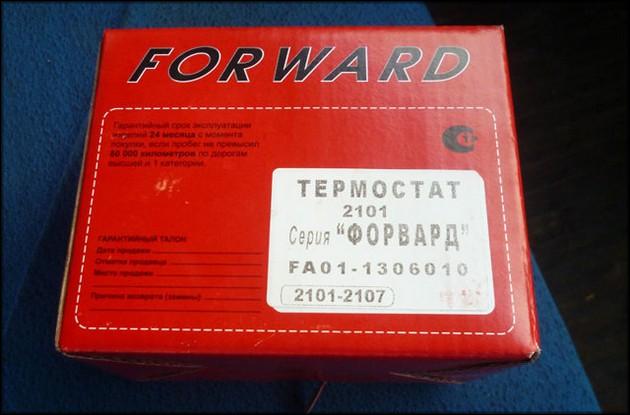 FORWARD
Гарантийный срок эксплуатации
изделий 24 месяца с момента
покупки, если пробег не превысил
60 000 километров по дорогам
высшей и 1 категории.
ТЕРМОСТАТ
2101
Серия "ФОРВАРД"
FA01-1306010
2101-2107
ГАРАНТИЙНЫЙ ТАЛОН
Дата продажи
Отметки продавца
Место продажи
Причина возврата (замены)